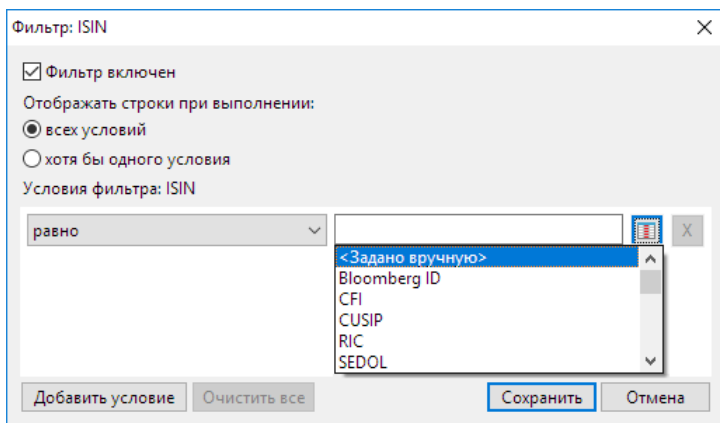 Фильтр: ISIN
Фильтр включен
Отображать строки при выполнении:
всех условий
хотя бы одного условия
Условия фильтра: ISIN
равно
X
<Задано вручную>
Bloomberg ID
CFI
CUSIP
RIC
SEDOL
Добавить условие Очистить все Сохранить Отмена